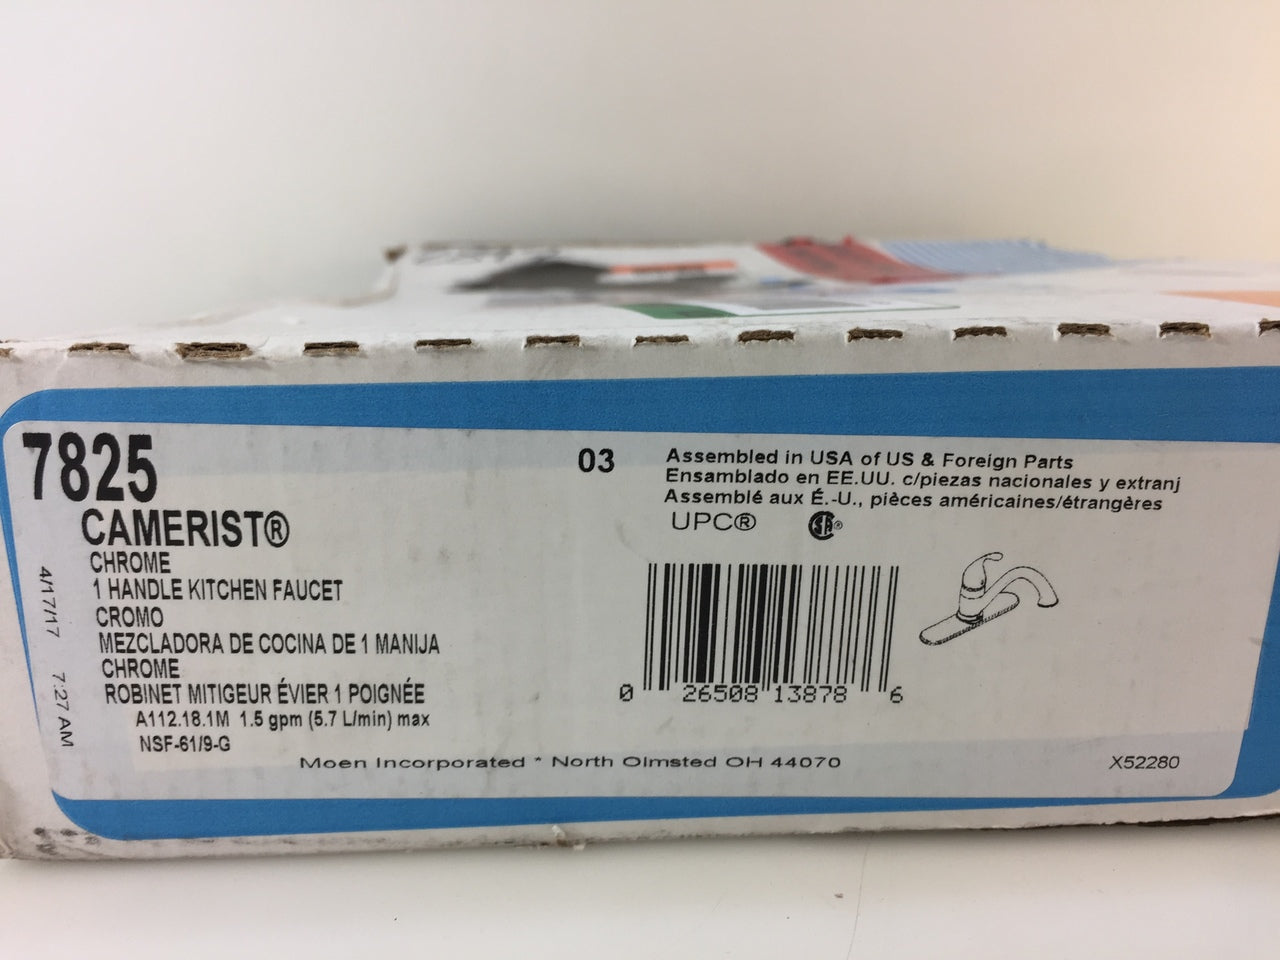 7825
CAMERIST®
CHROME
1 HANDLE KITCHEN FAUCET
CROMO
MEZCLADORA DE COCINA DE 1 MANIJA
CHROME
ROBINET MITIGEUR ÉVIER 1 POIGNÉE
A112.18.1M 1.5 gpm (5.7 L/min) max
NSF-61/9-G
4/17/17 7:27 AM
03
Assembled in USA of US & Foreign Parts
Ensamblado en EE.UU. c/piezas nacionales y extranj
Assemblé aux É.-U., pièces américaines/étrangères
UPC® ®
0 26508 13878 6
Moen Incorporated * North Olmsted OH 44070
X52280